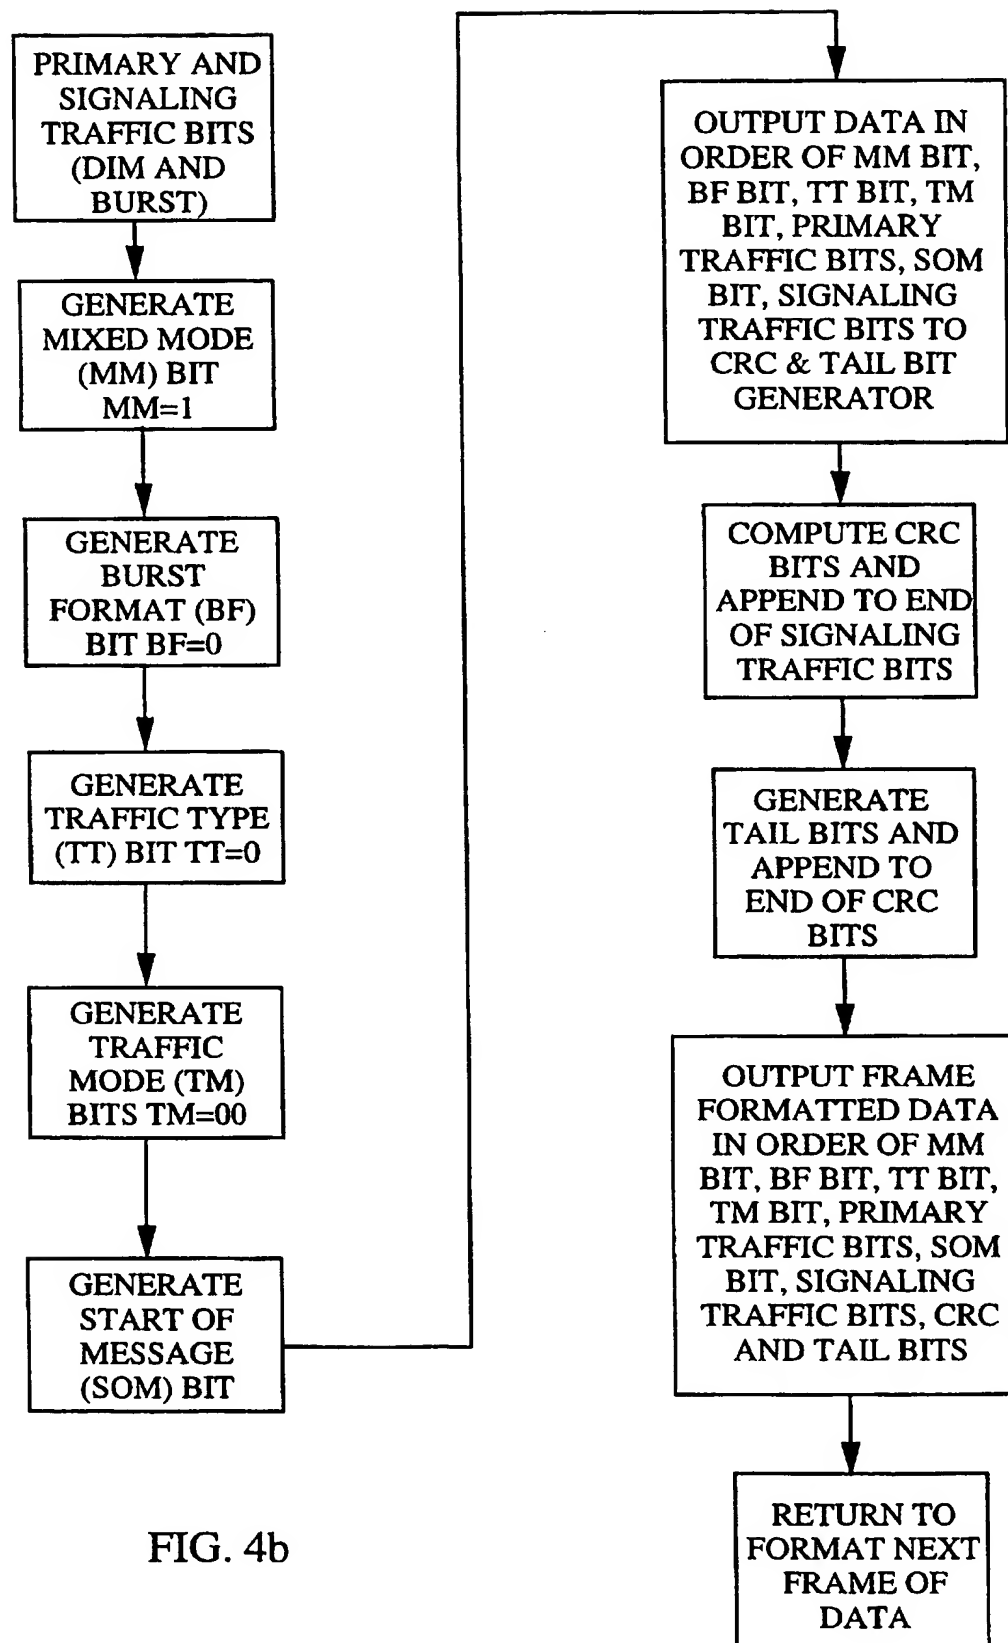 PRIMARY AND
SIGNALING
TRAFFIC BITS
(DIM AND
BURST)
GENERATE
MIXED MODE
(MM) BIT
MM=1
GENERATE
BURST
FORMAT (BF)
BIT BF=0
GENERATE
TRAFFIC TYPE
(TT) BIT TT=0
GENERATE
TRAFFIC
MODE (TM)
BITS TM=00
GENERATE
START OF
MESSAGE
(SOM) BIT
OUTPUT DATA IN
ORDER OF MM BIT,
BF BIT, TT BIT, TM
BIT, PRIMARY
TRAFFIC BITS, SOM
BIT, SIGNALING
TRAFFIC BITS TO
CRC & TAIL BIT
GENERATOR
COMPUTE CRC
BITS AND
APPEND TO END
OF SIGNALING
TRAFFIC BITS
GENERATE
TAIL BITS AND
APPEND TO
END OF CRC
BITS
OUTPUT FRAME
FORMATTED DATA
IN ORDER OF MM
BIT, BF BIT, TT BIT,
TM BIT, PRIMARY
TRAFFIC BITS, SOM
BIT, SIGNALING
TRAFFIC BITS, CRC
AND TAIL BITS
RETURN TO
FORMAT NEXT
FRAME OF
DATA
FIG. 4b